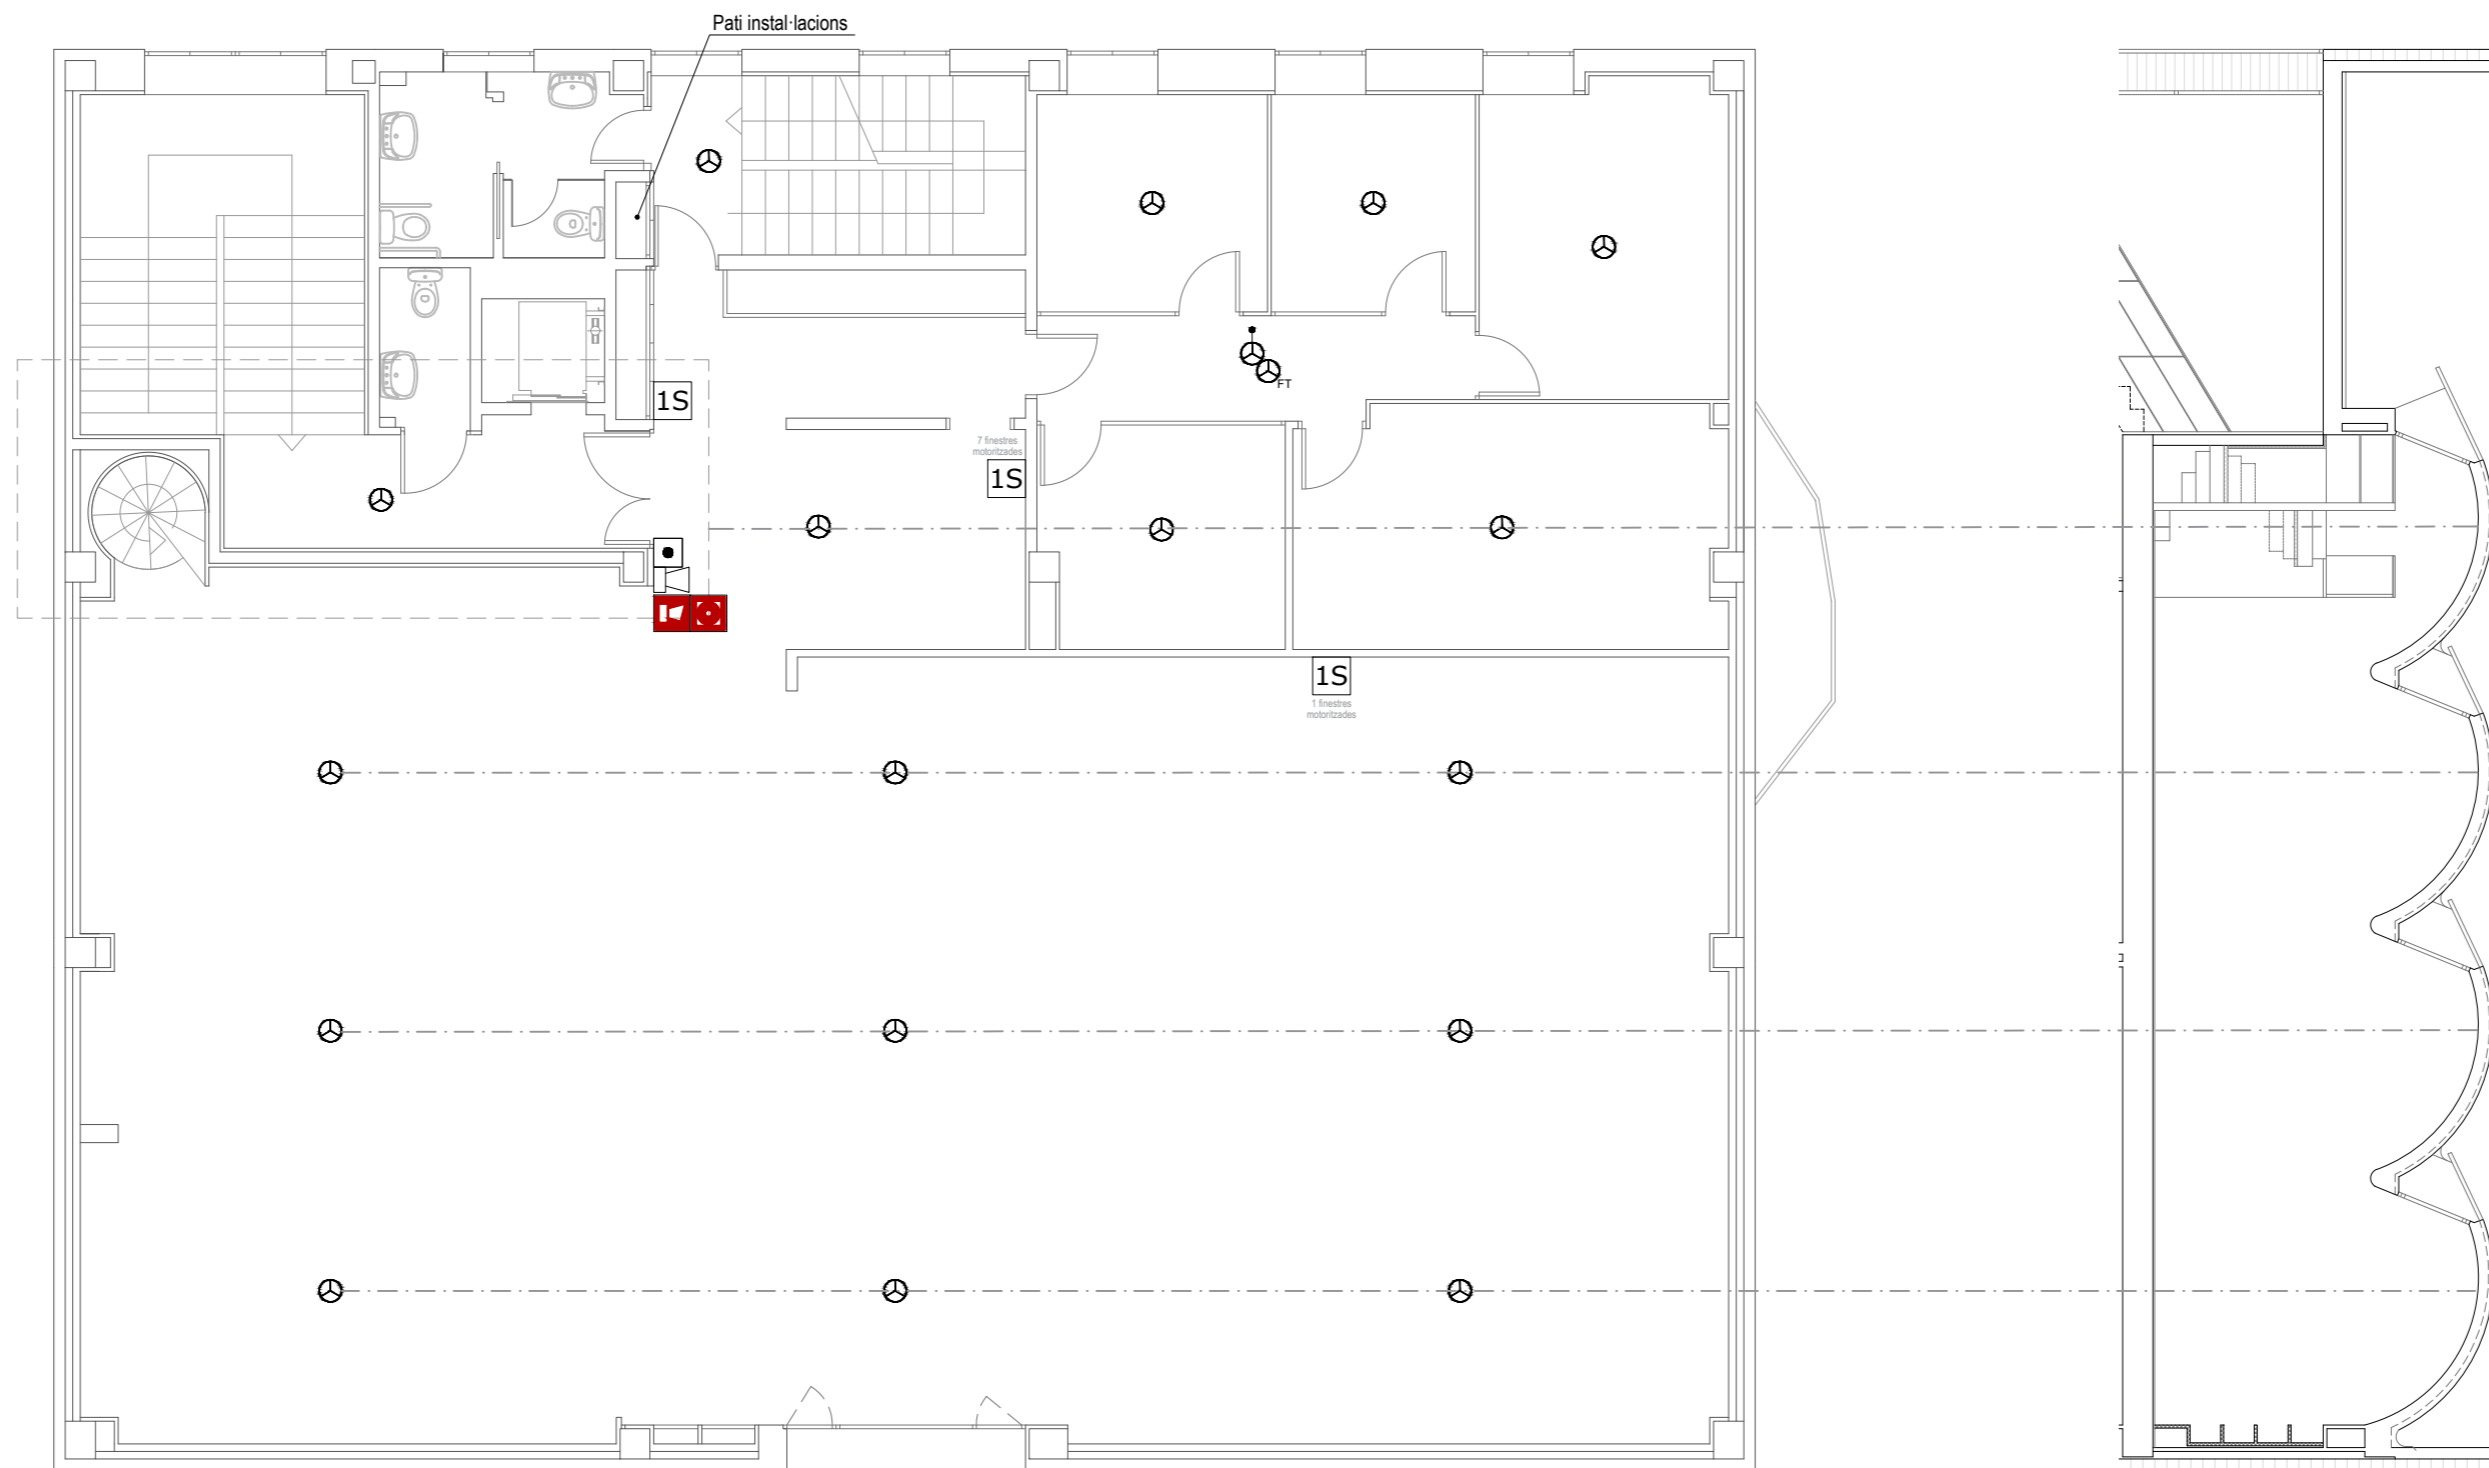 Pati instal·lacions
FT
1S
7 finestres
motoritzades
1S
1S
1 finestres
motoritzades